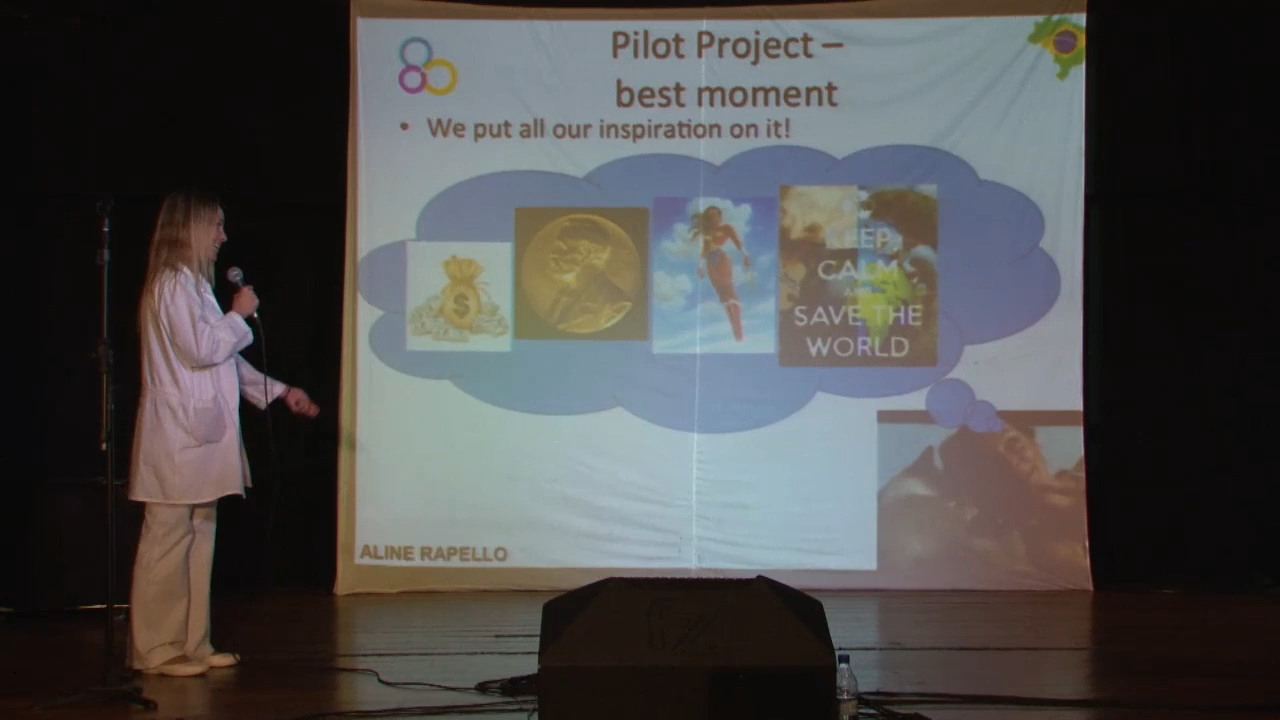 Pilot Project –
best moment
• We put all our inspiration on it!
$
KEEP
CALM
SAVE THE
WORLD
ALINE RAPELLO